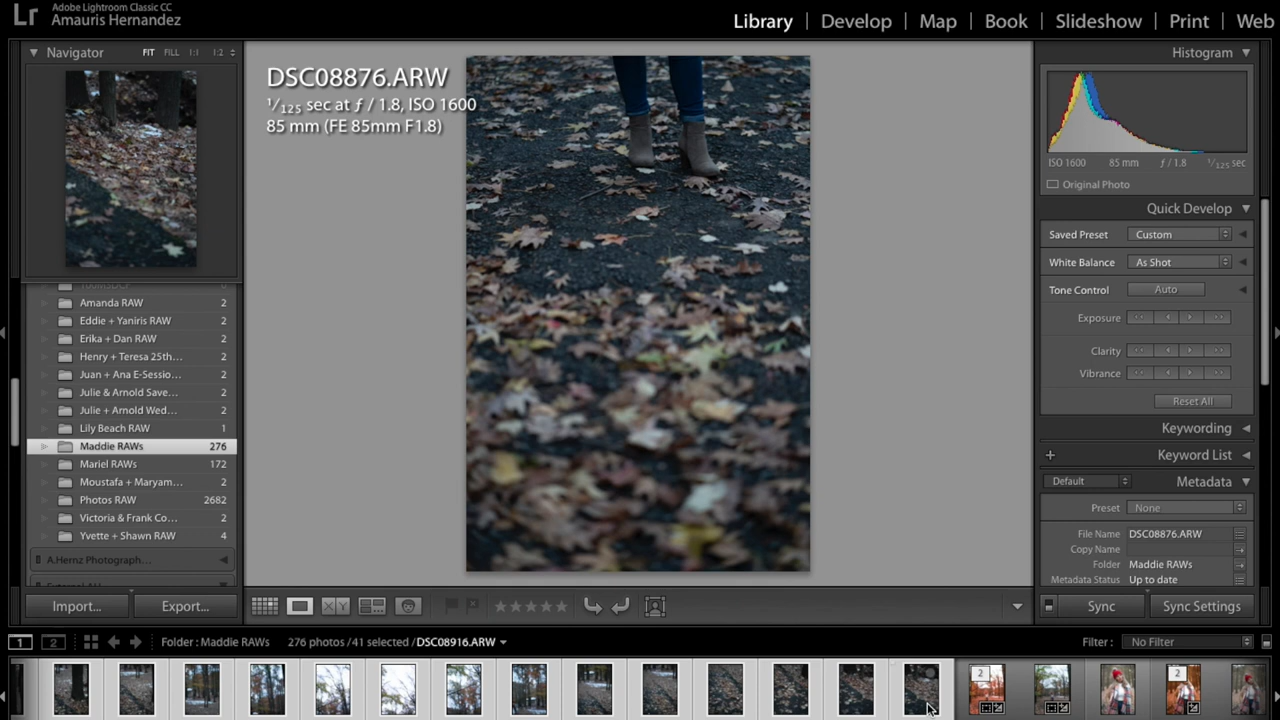 Lr Adobe Lightroom Classic CC
Amauris Hernandez
Library | Develop | Map | Book | Slideshow | Print | Web
Navigator FIT FILL 1:1 1:2
Amanda RAW 2
Eddie + Yaniris RAW 2
Erika + Dan RAW 2
Henry + Teresa 25th... 2
Juan + Ana E-Sessio... 2
Julie & Arnold Save... 2
Julie + Arnold Wed... 2
Lily Beach RAW 1
Maddie RAWs 276
Mariel RAWs 172
Moustafa + Maryam... 2
Photos RAW 2682
Victoria & Frank Co... 2
Yvette + Shawn RAW 4
A.Hernz Photograph...
Import... Export...
DSC08876.ARW
1/125 sec at ƒ / 1.8, ISO 1600
85 mm (FE 85mm F1.8)
Histogram
ISO 1600 85 mm ƒ / 1.8 1/125 sec
Original Photo
Quick Develop
Saved Preset Custom
White Balance As Shot
Tone Control Auto
Exposure
Clarity
Vibrance
Reset All
Keywording
+ Keyword List
Default Metadata
Preset None
File Name DSC08876.ARW
Copy Name
Folder Maddie RAWs
Metadata Status Up to date
Sync Sync Settings
X Y
1 2 Folder : Maddie RAWs 276 photos /41 selected /DSC08916.ARW Filter : No Filter
2 2